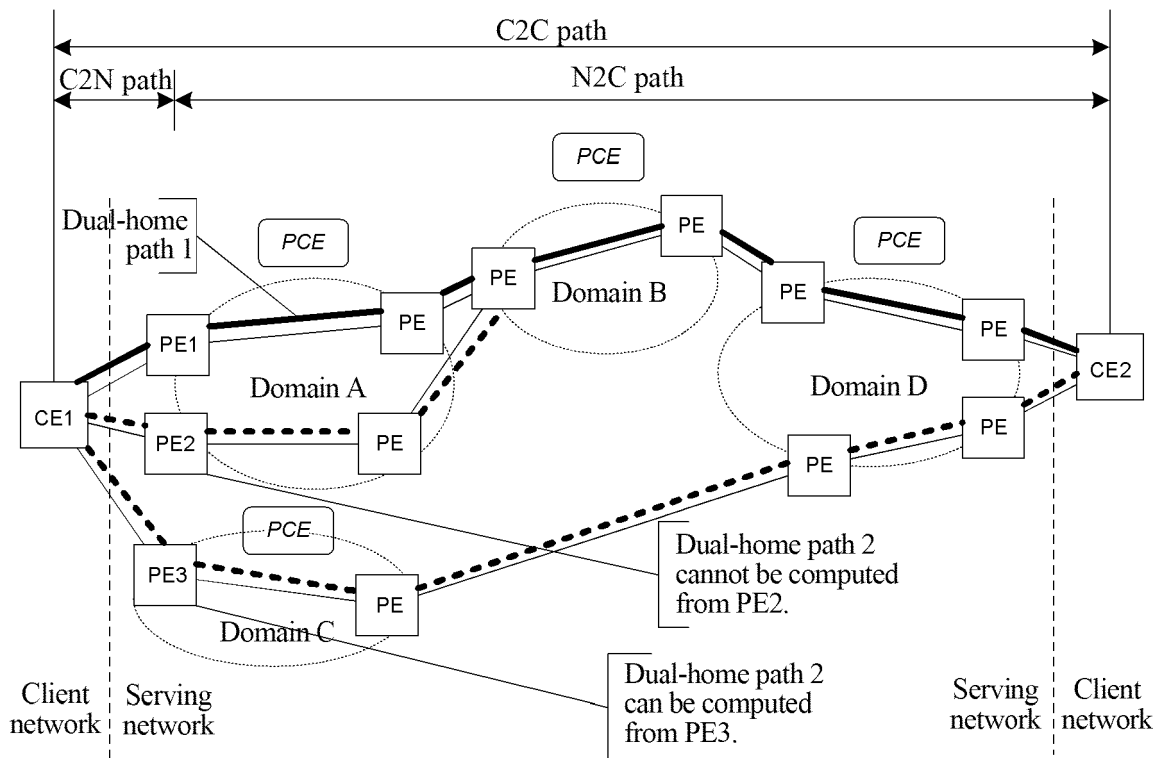 C2C path
C2N path
N2C path
PCE
Dual-home
path 1
PCE
PCE
PE
PE
Domain B
PE
PE1
PE
PE
Domain A
Domain D
CE2
CE1
PE2
PE
PE
PE
PCE
Dual-home path 2
cannot be computed
from PE2.
PE3
PE
Domain C
Dual-home path 2
can be computed
from PE3.
Client
network
Serving
network
Serving
network
Client
network